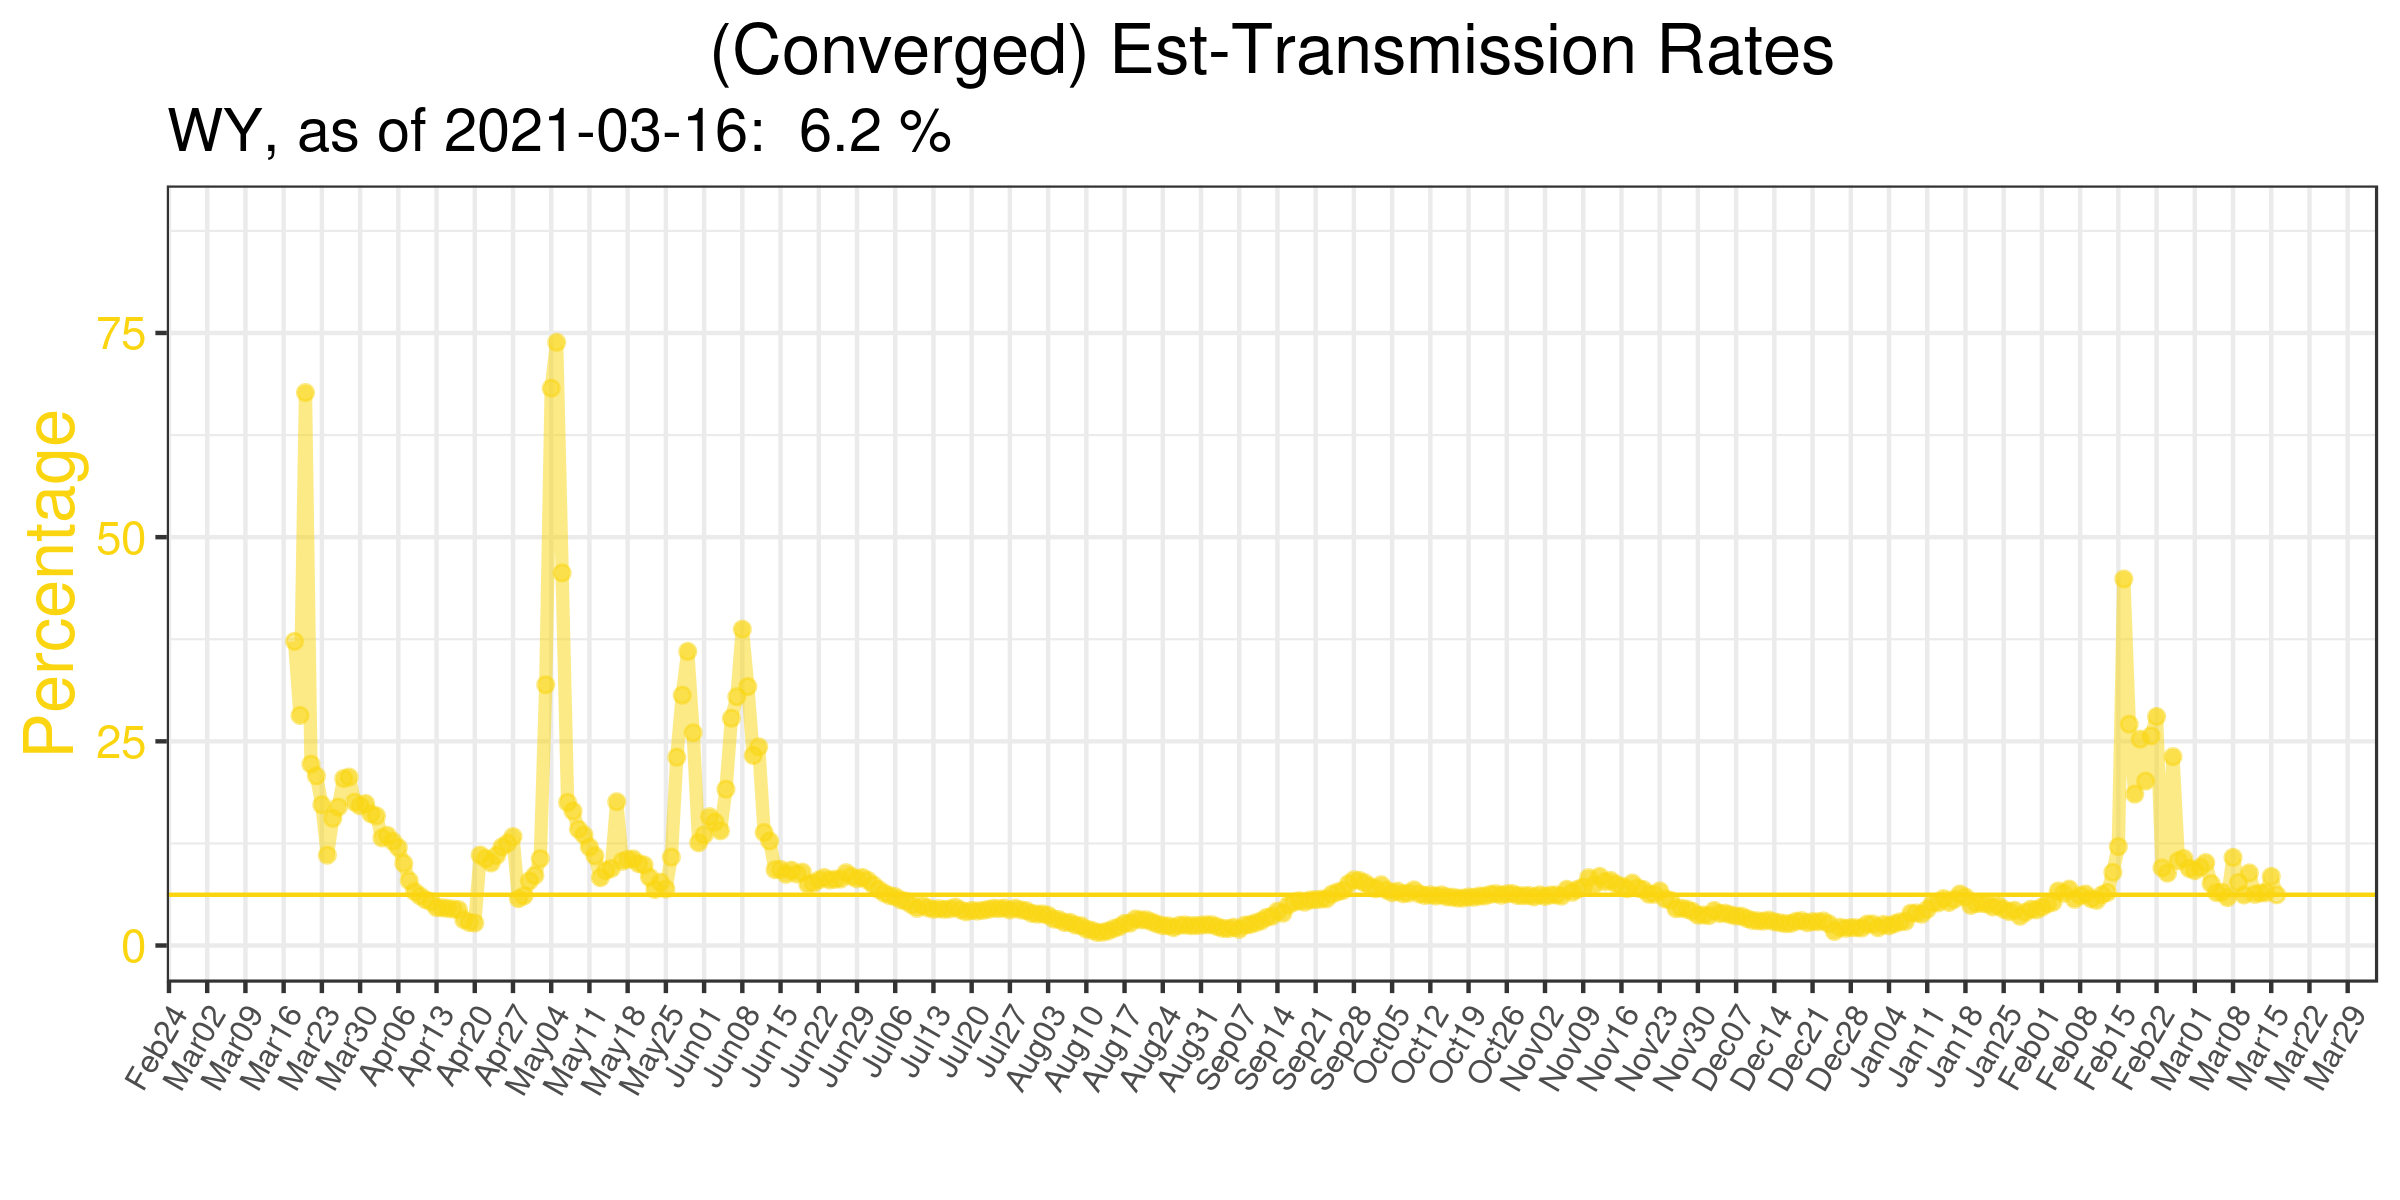 (Converged) Est-Transmission Rates
WY, as of 2021-03-16:  6.2 %
Percentage
75
50
25
0
Feb24
Mar02
Mar09
Mar16
Mar23
Mar30
Apr06
Apr13
Apr20
Apr27
May04
May11
May18
May25
Jun01
Jun08
Jun15
Jun22
Jun29
Jul06
Jul13
Jul20
Jul27
Aug03
Aug10
Aug17
Aug24
Aug31
Sep07
Sep14
Sep21
Sep28
Oct05
Oct12
Oct19
Oct26
Nov02
Nov09
Nov16
Nov23
Nov30
Dec07
Dec14
Dec21
Dec28
Jan04
Jan11
Jan18
Jan25
Feb01
Feb08
Feb15
Feb22
Mar01
Mar08
Mar15
Mar22
Mar29